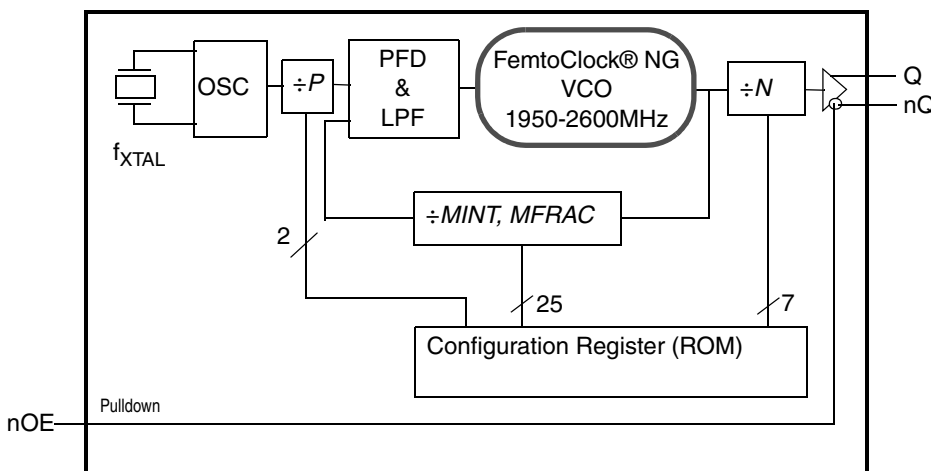 OSC
÷P
PFD
&
LPF
FemtoClock® NG
VCO
1950-2600MHz
÷N
Q
nQ
fXTAL
÷MINT, MFRAC
2
25
7
Configuration Register (ROM)
Pulldown
nOE